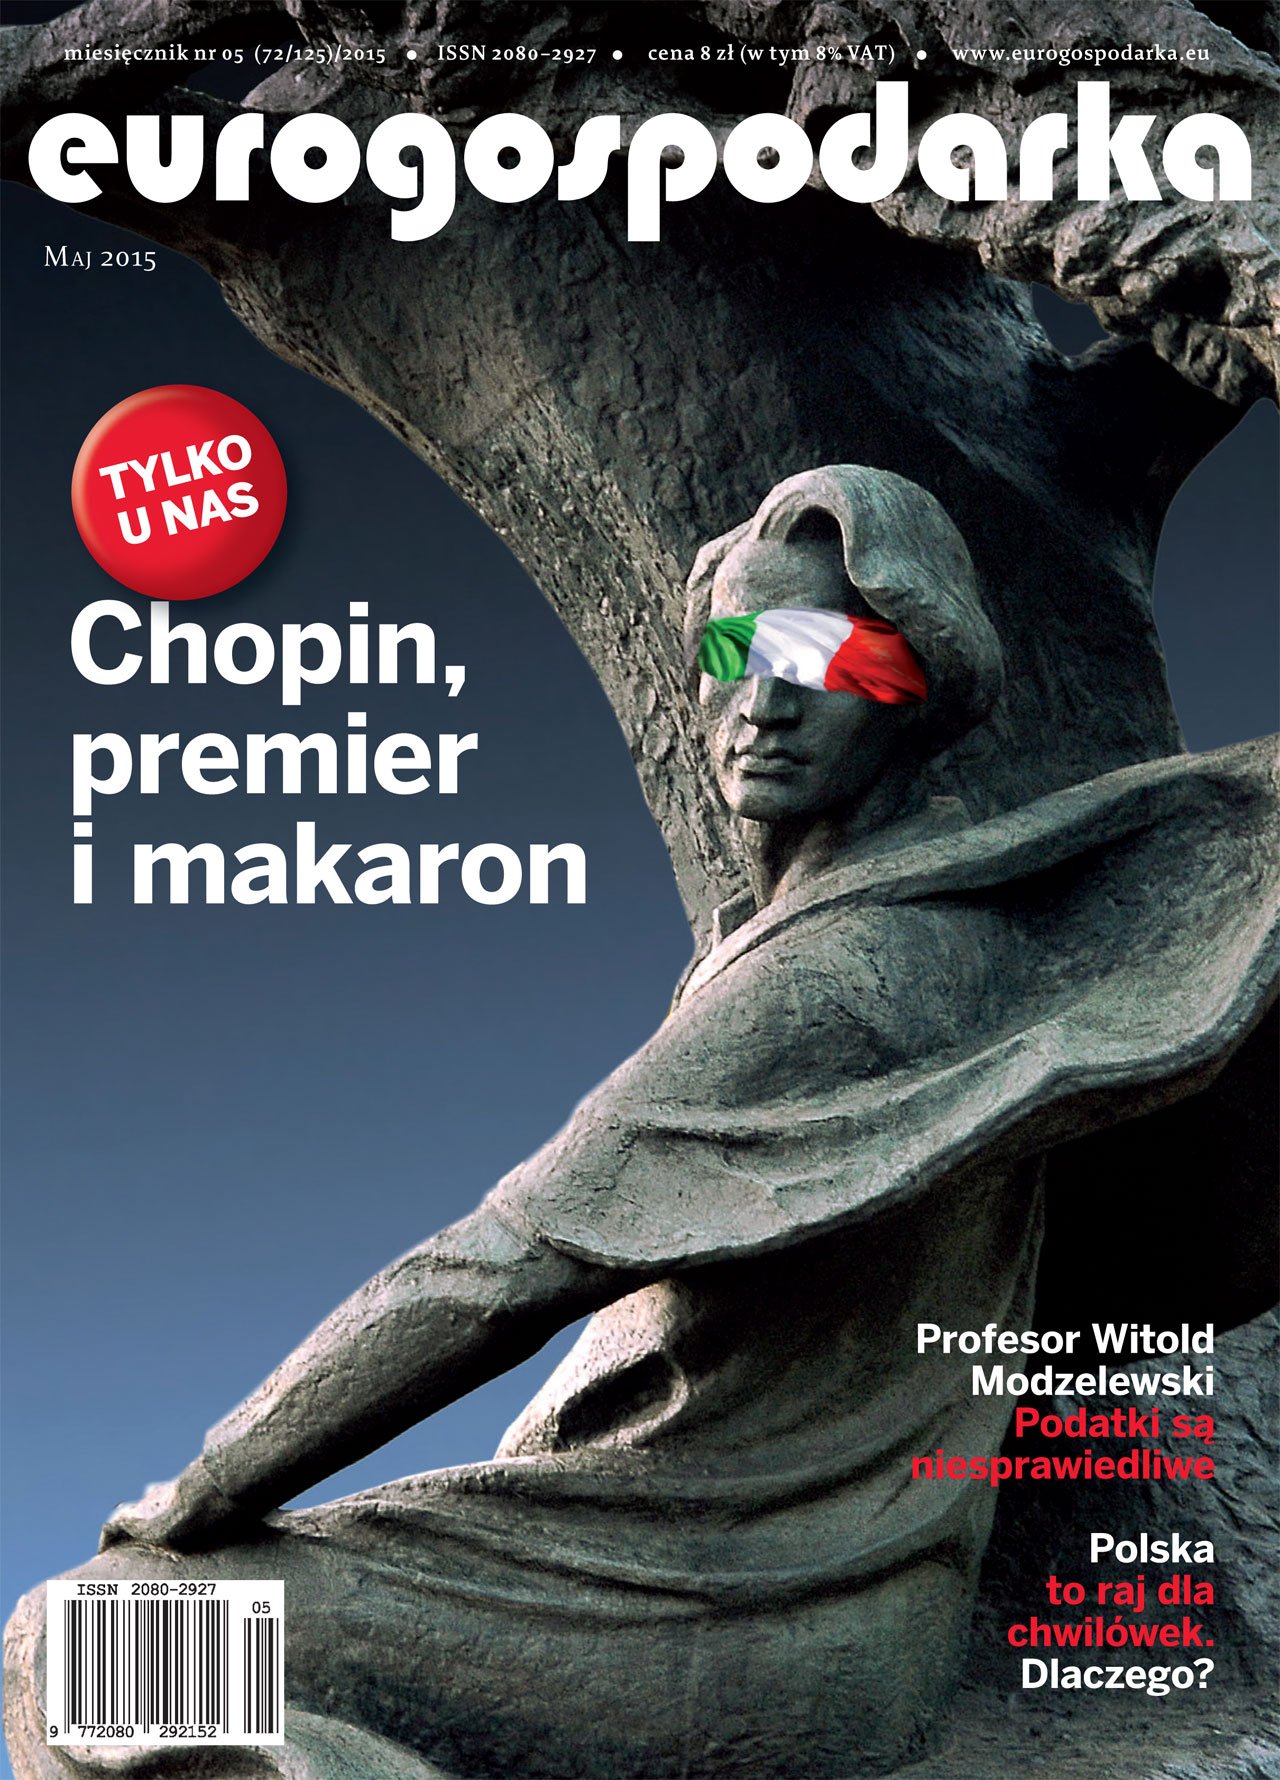 miesięcznik nr 05 (72/125)/2015 • ISSN 2080-2927 • cena 8 zł (w tym 8% VAT) • www.eurogospodarka.eu
eurogospodarka
Maj 2015
TYLKO
U NAS
Chopin,
premier
i makaron
Profesor Witold
Modzelewski
Podatki są
niesprawiedliwe
Polska
to raj dla
chwilówek.
Dlaczego?
ISSN 2080-2927
05
9 772080 292152